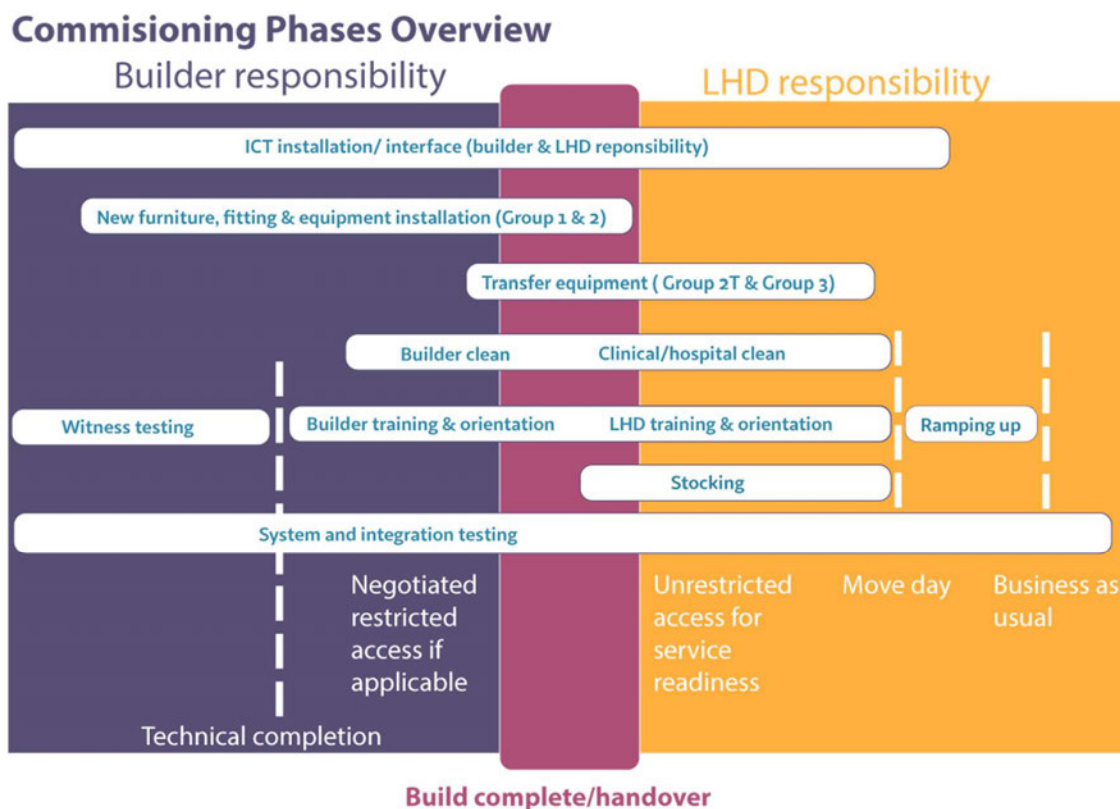 Commisioning Phases Overview
Builder responsibility
LHD responsibility
ICT installation/ interface (builder & LHD reponsibility)
New furniture, fitting & equipment installation (Group 1 & 2)
Transfer equipment ( Group 2T & Group 3)
Builder clean
Clinical/hospital clean
Witness testing
Builder training & orientation
LHD training & orientation
Ramping up
Stocking
System and integration testing
Negotiated
restricted
access if
applicable
Unrestricted
access for
service
readiness
Move day
Business as
usual
Technical completion
Build complete/handover